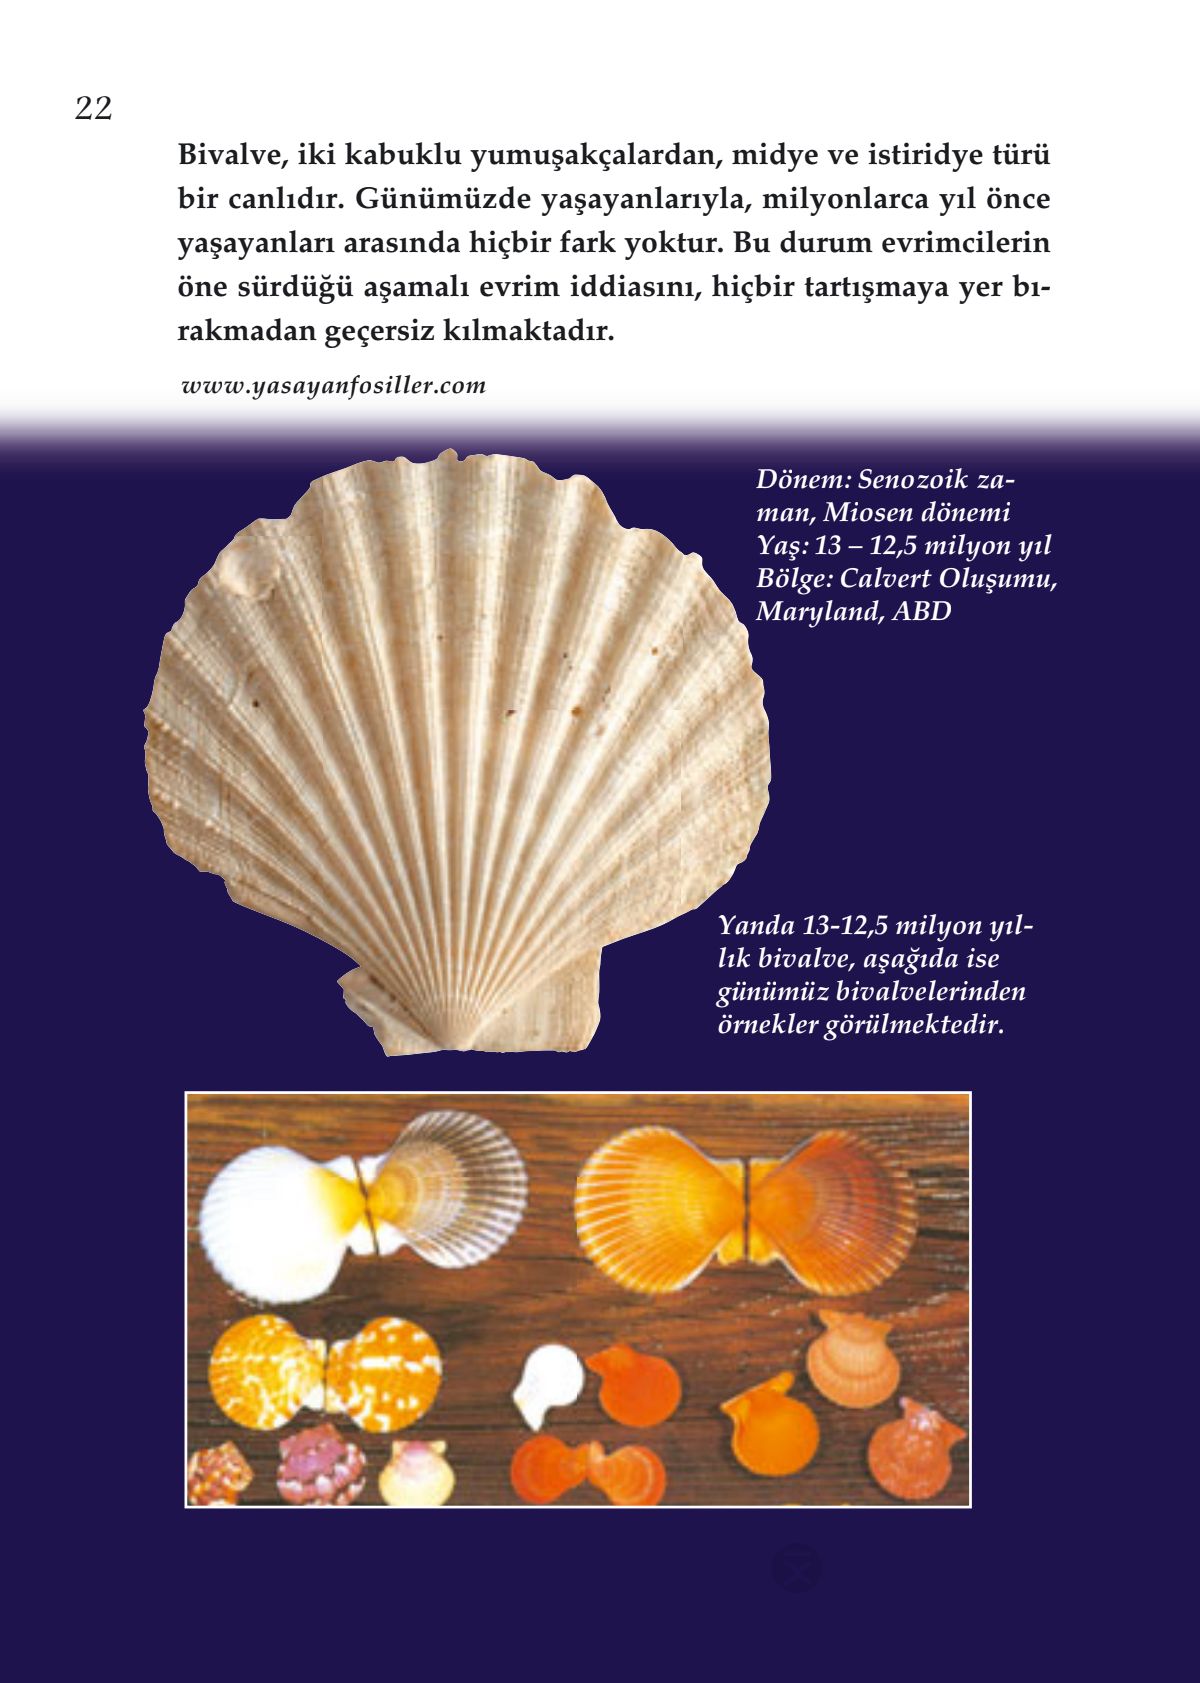 22
Bivalve, iki kabuklu yumuşakçalardan, midye ve istiridye türü
bir canlıdır. Günümüzde yaşayanlarıyla, milyonlarca yıl önce
yaşayanları arasında hiçbir fark yoktur. Bu durum evrimcilerin
öne sürdüğü aşamalı evrim iddiasını, hiçbir tartışmaya yer bı-
rakmadan geçersiz kılmaktadır.
www.yasayanfosiller.com
Dönem: Senozoik za-
man, Miosen dönemi
Yaş: 13 – 12,5 milyon yıl
Bölge: Calvert Oluşumu,
Maryland, ABD
Yanda 13-12,5 milyon yıl-
lık bivalve, aşağıda ise
günümüz bivalvelerinden
örnekler görülmektedir.